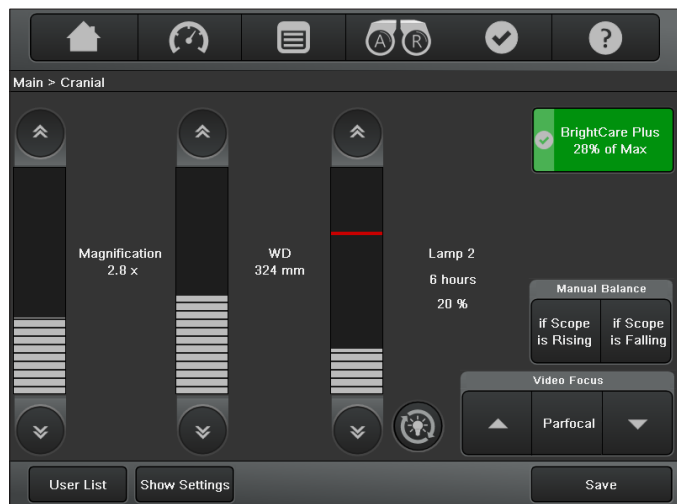 A R ?
Main > Cranial
BrightCare Plus
28% of Max
Magnification
2.8 x
WD
324 mm
Lamp 2
6 hours
20 %
Manual Balance
if Scope
is Rising
if Scope
is Falling
Video Focus
Parfocal
User List
Show Settings
Save